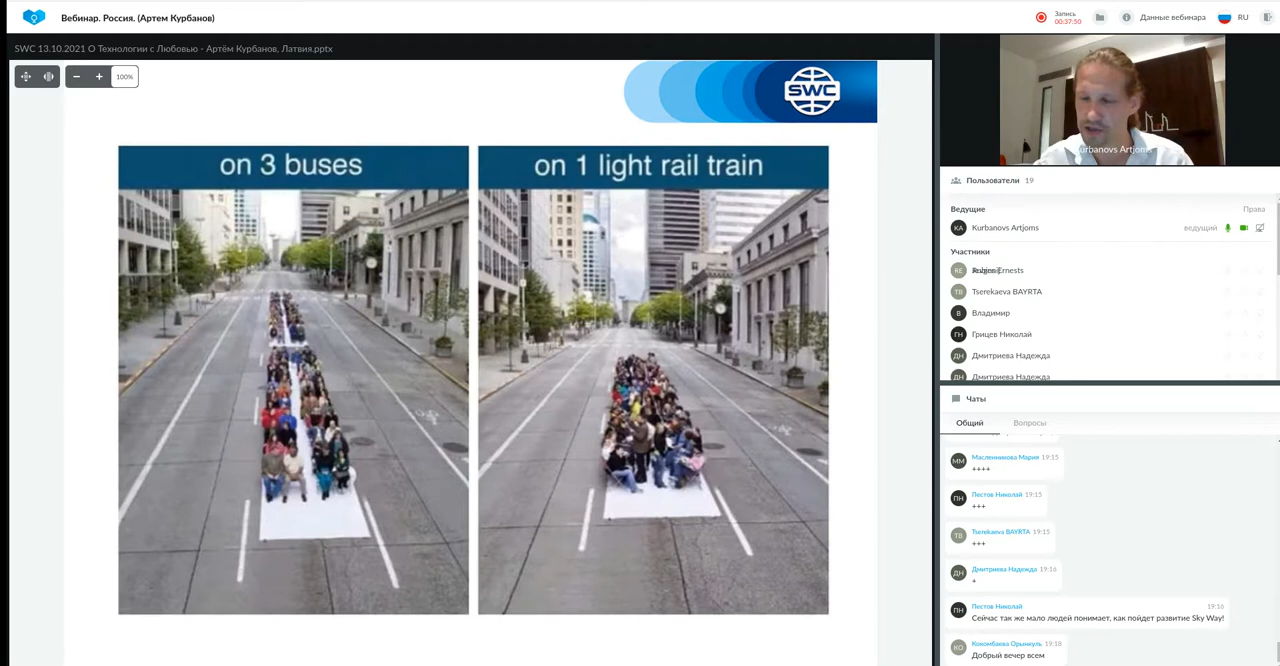 Вебинар. Россия. (Артем Курбанов)
Запись
00:37:50
Данные вебинара
RU
SWC 13.10.2021 О Технологии с Любовью - Артём Курбанов, Латвия.pptx
100%
SWC
on 3 buses
on 1 light rail train
Kurbanovs Artjoms
Пользователи 19
Ведущие
Права
KA
Kurbanovs Artjoms
ведущий
Участники
RE
Ernests
TB
Tserekaeva BAYRTA
В
Владимир
ГН
Грицев Николай
ДН
Дмитриева Надежда
ДН
Дмитриева Надежда
Чаты
Общий
Вопросы
ММ
Масленникова Мария 19:15
++++
ПН
Пестов Николай 19:15
+++
TB
Tserekaeva BAYRTA 19:15
+++
ДН
Дмитриева Надежда 19:16
+
ПН
Пестов Николай 19:16
Сейчас так же мало людей понимает, как пойдет развитие Sky Way!
КО
Кокомбаева Орынкуль 19:18
Добрый вечер всем